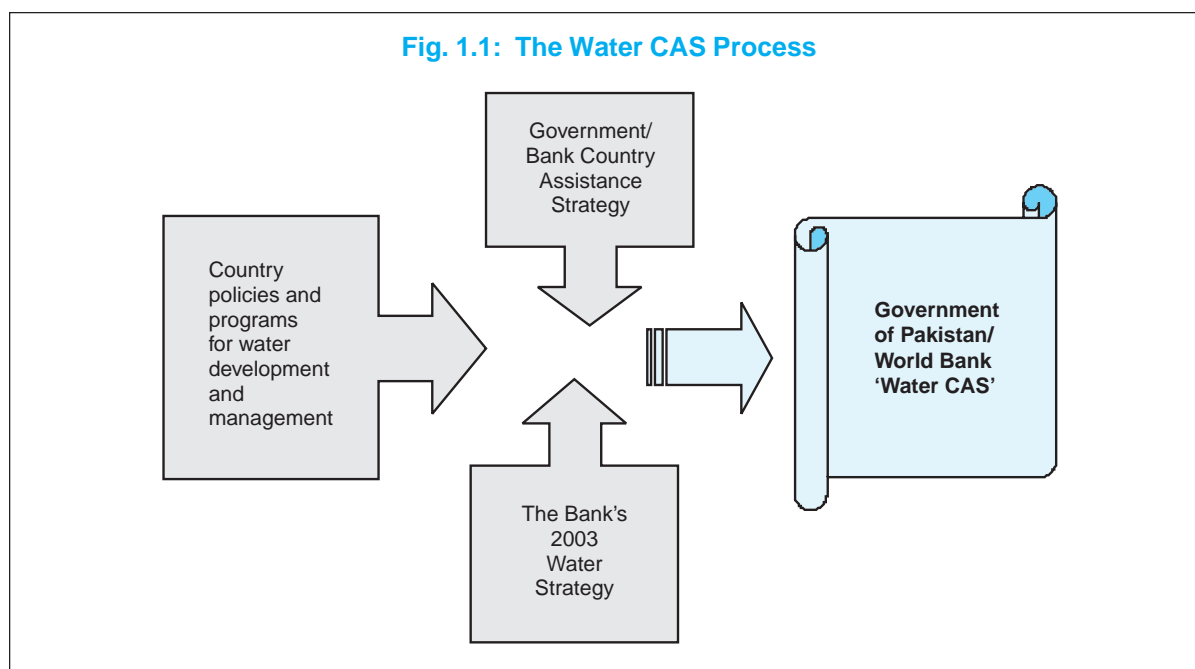 Fig. 1.1: The Water CAS Process
Government/
Bank Country
Assistance
Strategy
Country
policies and
programs
for water
development
and
management
Government
of Pakistan/
World Bank
‘Water CAS’
The Bank’s
2003
Water
Strategy